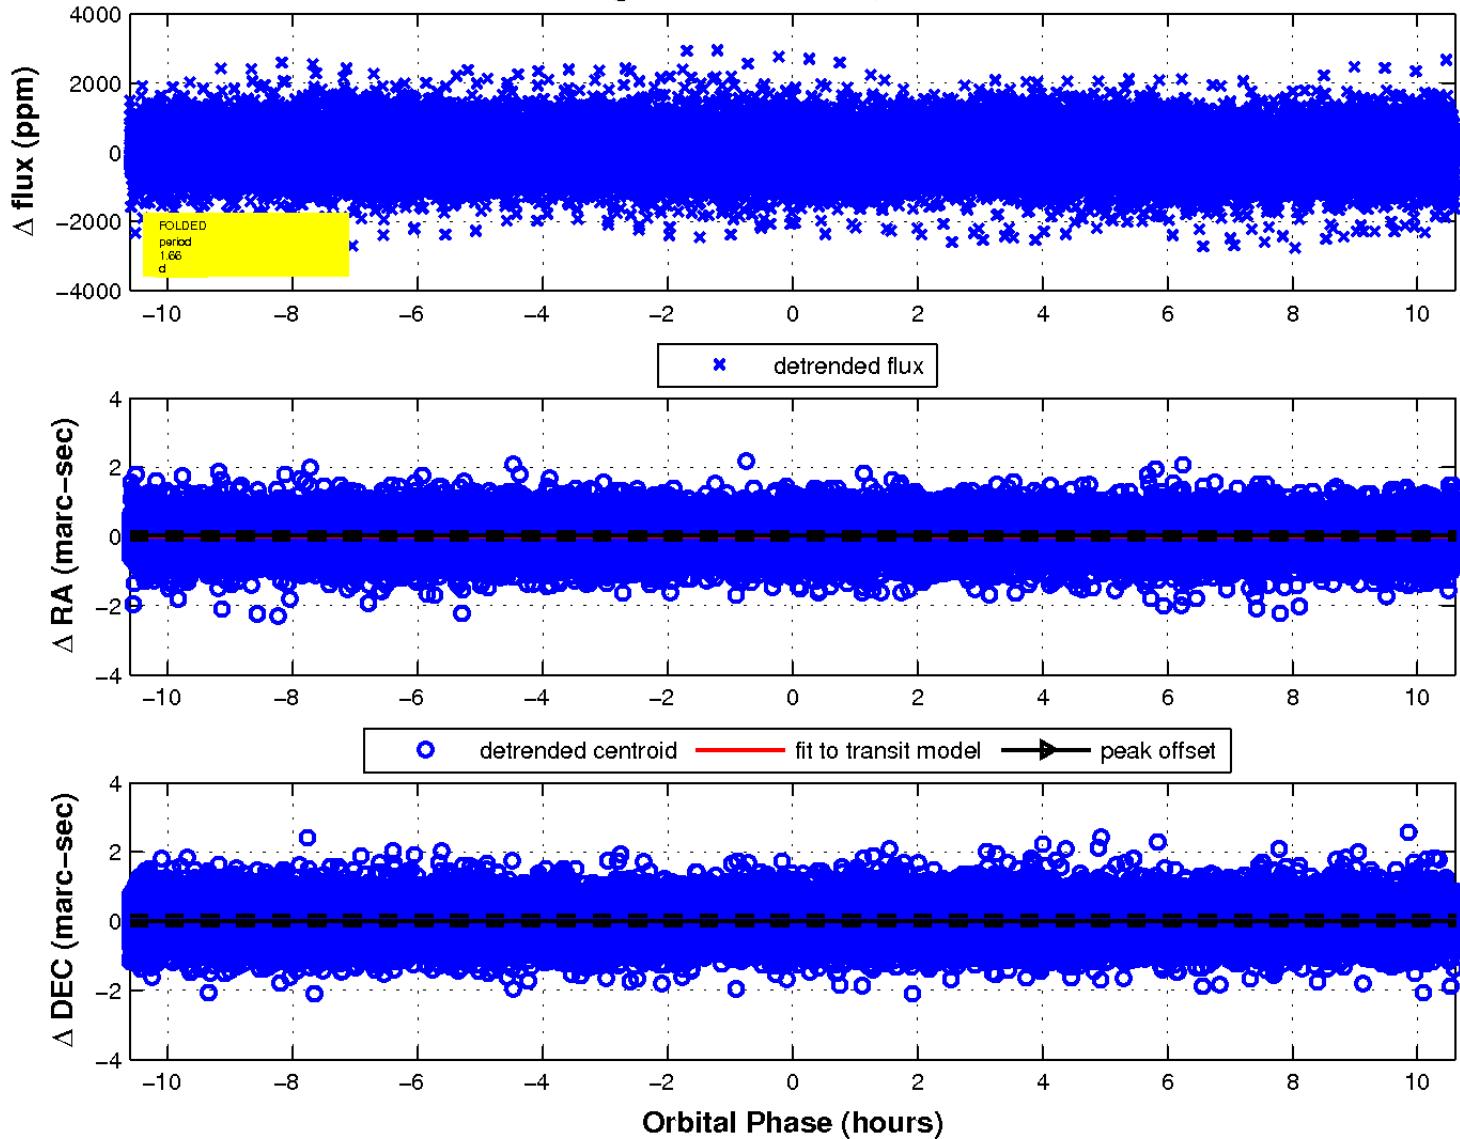 4000
2000
0
−2000
−4000
Δ flux (ppm)
FOLDED
period
1.66
d
−10 −8 −6 −4 −2 0 2 4 6 8 10
detrended flux
4
2
0
−2
−4
Δ RA (marc−sec)
−10 −8 −6 −4 −2 0 2 4 6 8 10
detrended centroid fit to transit model peak offset
4
2
0
−2
−4
Δ DEC (marc−sec)
−10 −8 −6 −4 −2 0 2 4 6 8 10
Orbital Phase (hours)